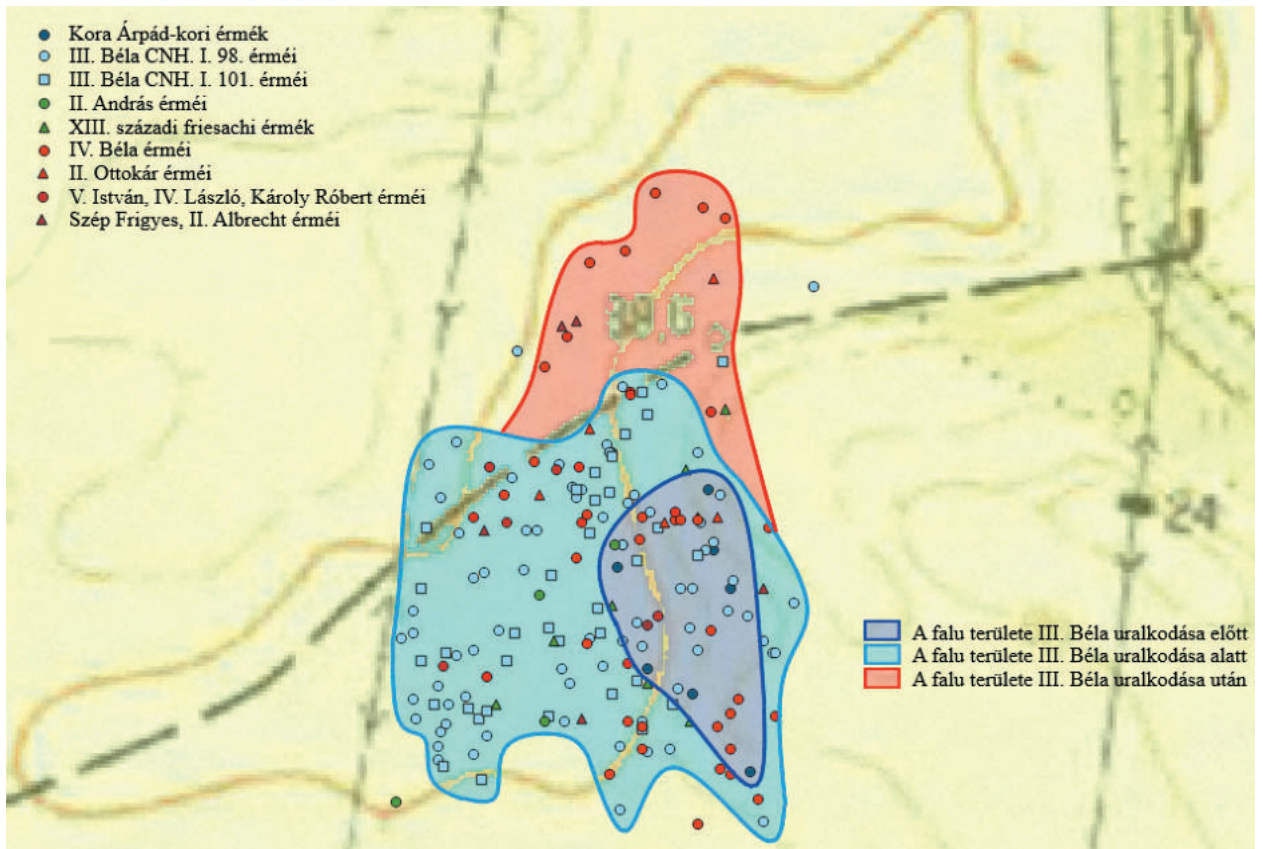 Kora Árpád-kori érmék
III. Béla CNH. I. 98. érméi
III. Béla CNH. I. 101. érméi
II. András érméi
XIII. századi friesachi érmék
IV. Béla érméi
II. Ottokár érméi
V. István, IV. László, Károly Róbert érméi
Szép Frigyes, II. Albrecht érméi
24
A falu területe III. Béla uralkodása előtt
A falu területe III. Béla uralkodása alatt
A falu területe III. Béla uralkodása után